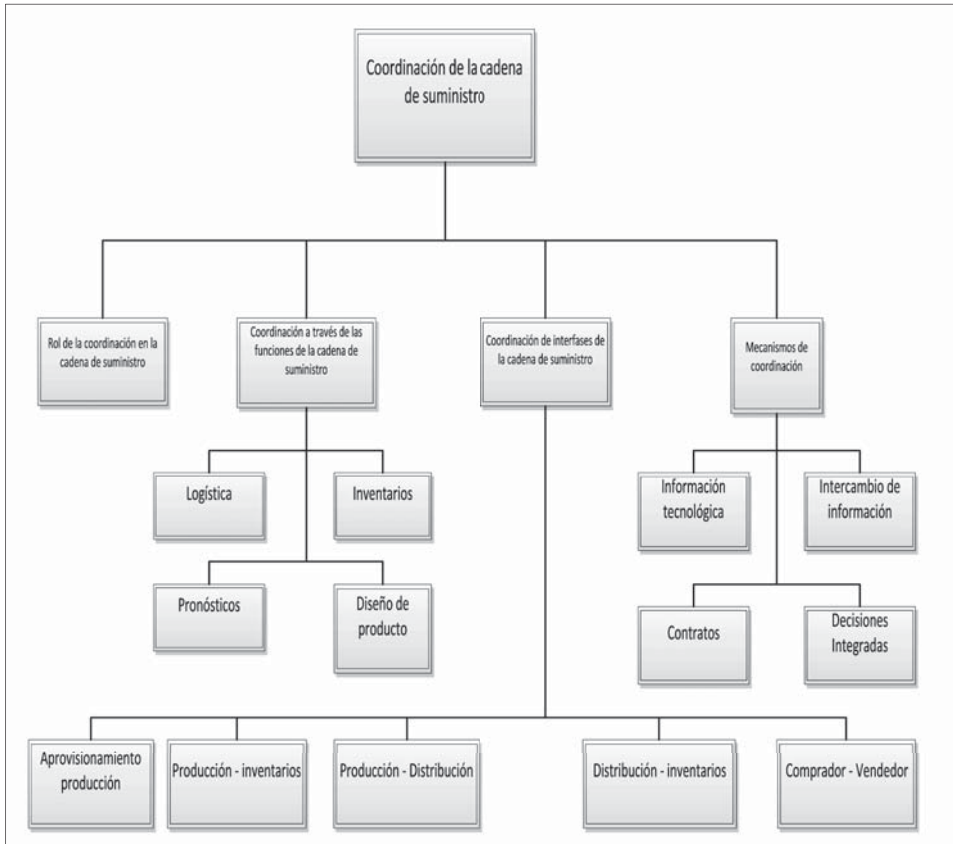 Coordinación de la cadena
de suministro
Rol de la coordinación en la
cadena de suministro
Coordinación a través de las
funciones de la cadena de
suministro
Coordinación de interfases de
la cadena de suministro
Mecanismos de
coordinación
Logística
Inventarios
Información
tecnológica
Intercambio de
información
Pronósticos
Diseño de
producto
Contratos
Decisiones
Integradas
Aprovisionamiento
producción
Producción - inventarios
Producción - Distribución
Distribución - inventarios
Comprador - Vendedor